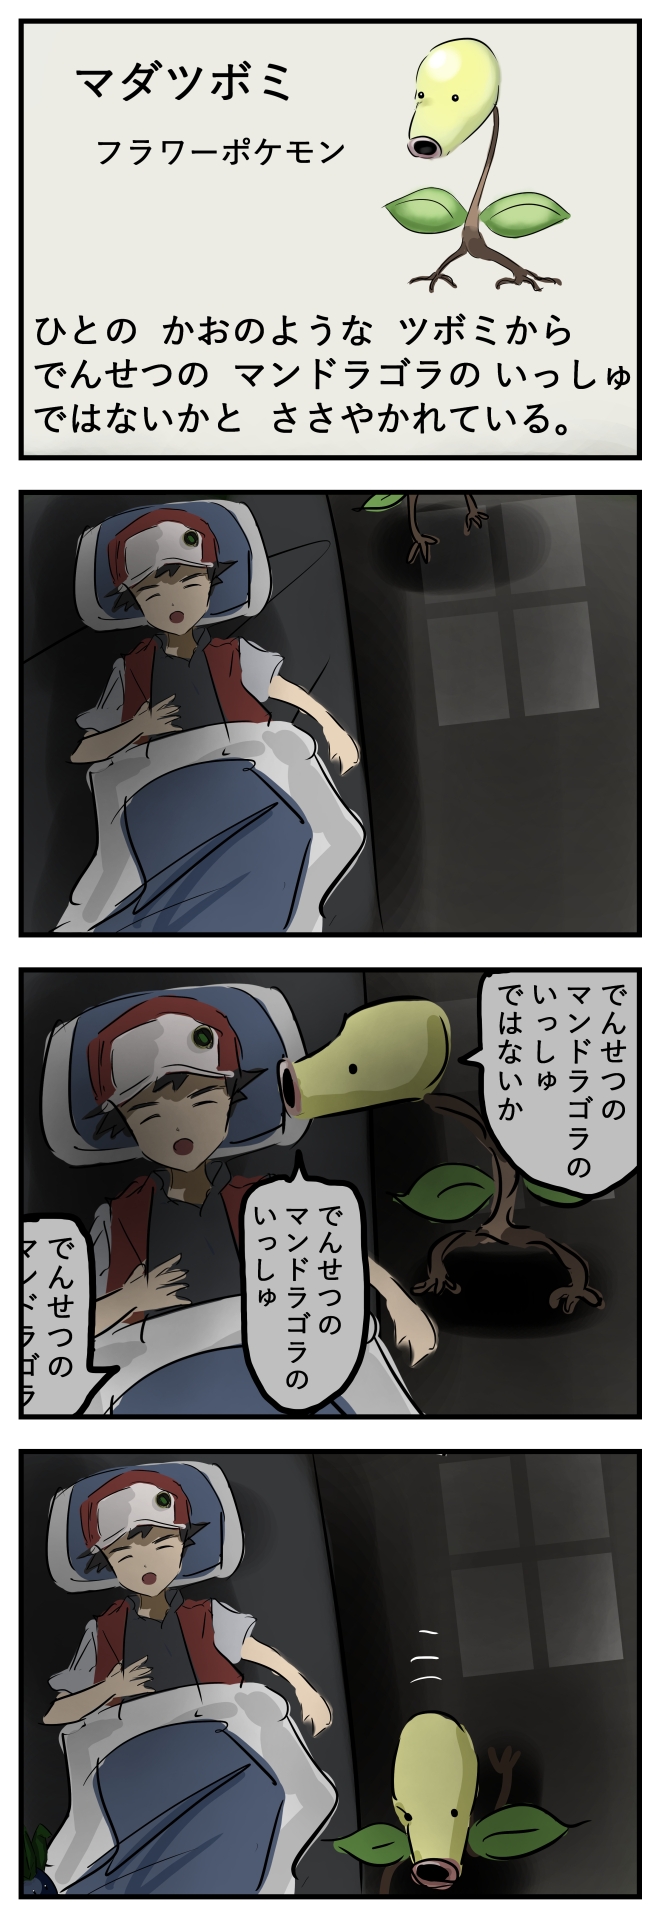 マダツボミ
フラワーポケモン
ひとの かおのような ツボミから
でんせつの マンドラゴラの いっしゅ
ではないかと ささやかれている。
でんせつの
マンドラゴラの
いっしゅ
ではないか
でんせつの
マンドラゴラの
いっしゅ
でんせつの
マンドラゴラ